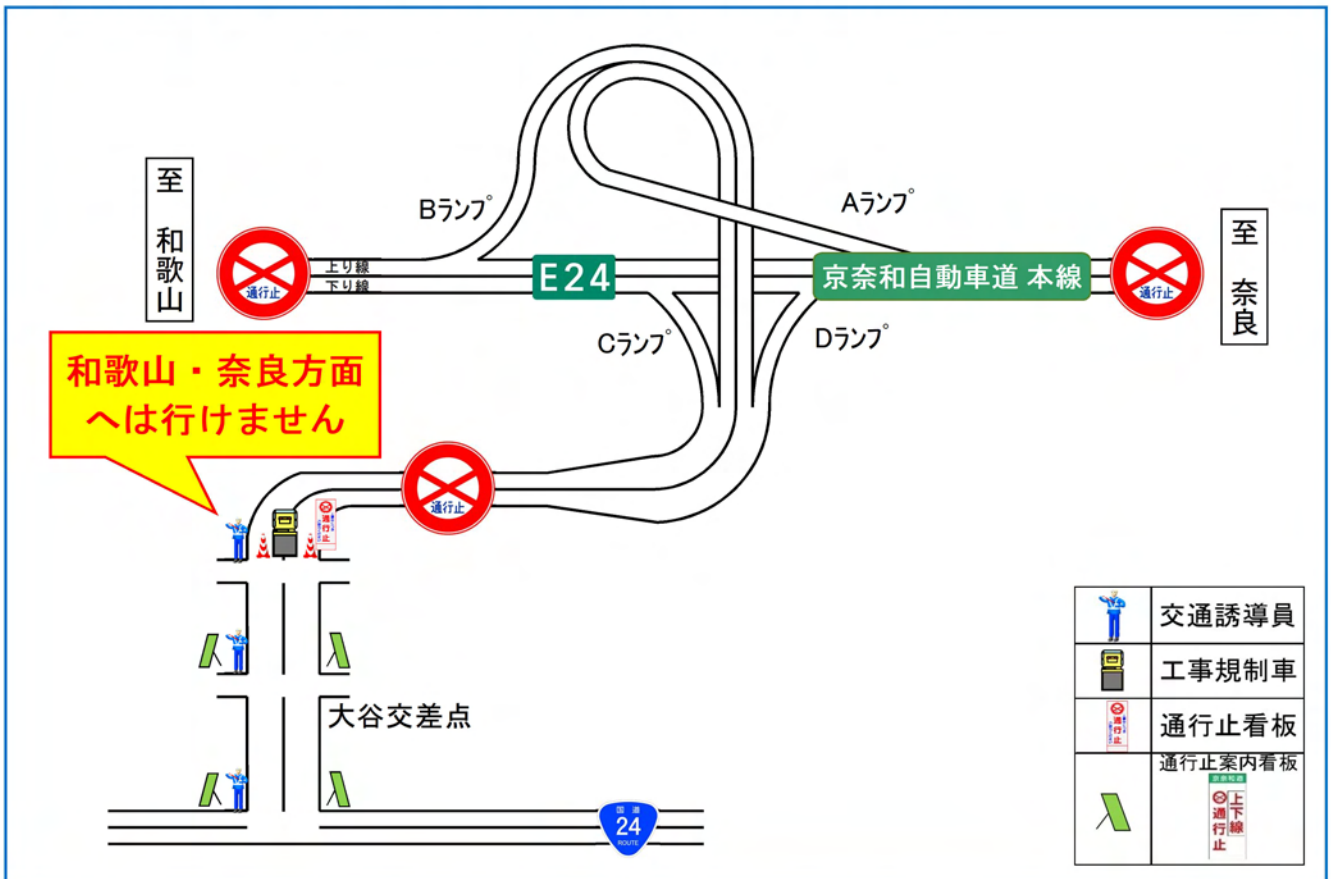 至 和歌山
Bランプ
Aランプ
至 奈良
上り線
下り線
通行止
E24
京奈和自動車道 本線
通行止
Cランプ
Dランプ
和歌山・奈良方面
へは行けません
通行止
通行止
大谷交差点
国道
24
ROUTE
交通誘導員
工事規制車
通行止
通行止看板
通行止案内看板
京奈和道
上下線
通行止